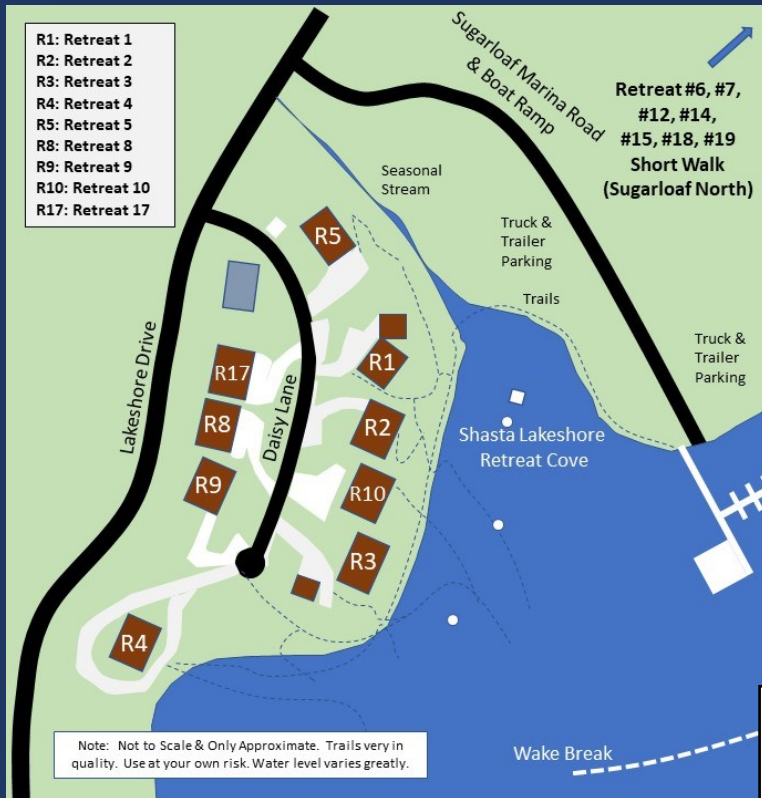 R1: Retreat 1
R2: Retreat 2
R3: Retreat 3
R4: Retreat 4
R5: Retreat 5
R8: Retreat 8
R9: Retreat 9
R10: Retreat 10
R17: Retreat 17
Sugarloaf Marina Road
& Boat Ramp
Retreat #6, #7,
#12, #14,
#15, #18, #19
Short Walk
(Sugarloaf North)
Seasonal
Stream
Truck &
Trailer
Parking
Trails
Truck &
Trailer
Parking
Lakeshore Drive
Daisy Lane
R5
R1
R17
R8
R2
R9
R10
R3
R4
Shasta Lakeshore
Retreat Cove
Wake Break
Note: Not to Scale & Only Approximate. Trails very in
quality. Use at your own risk. Water level varies greatly.